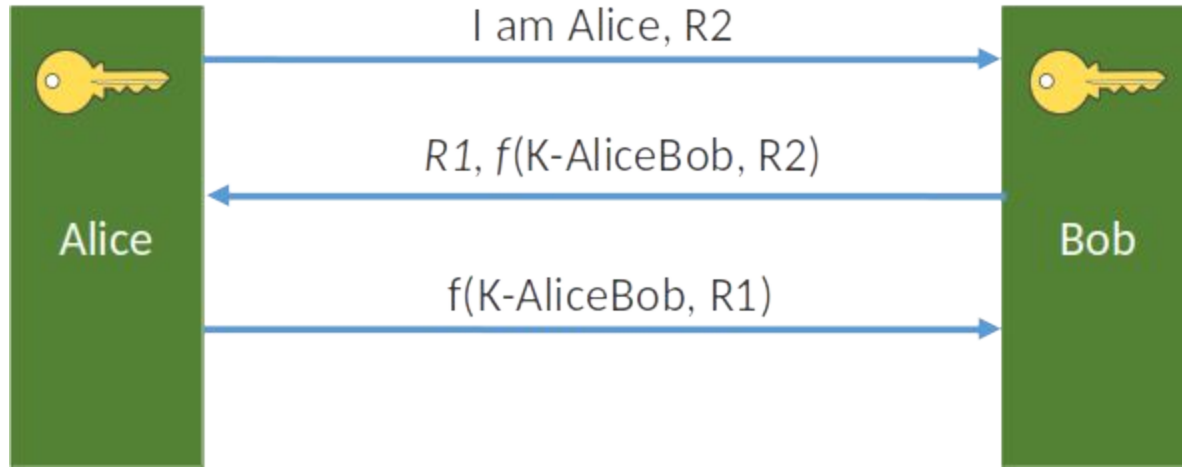 I am Alice, R2
R1, f(K-AliceBob, R2)
Alice
Bob
f(K-AliceBob, R1)